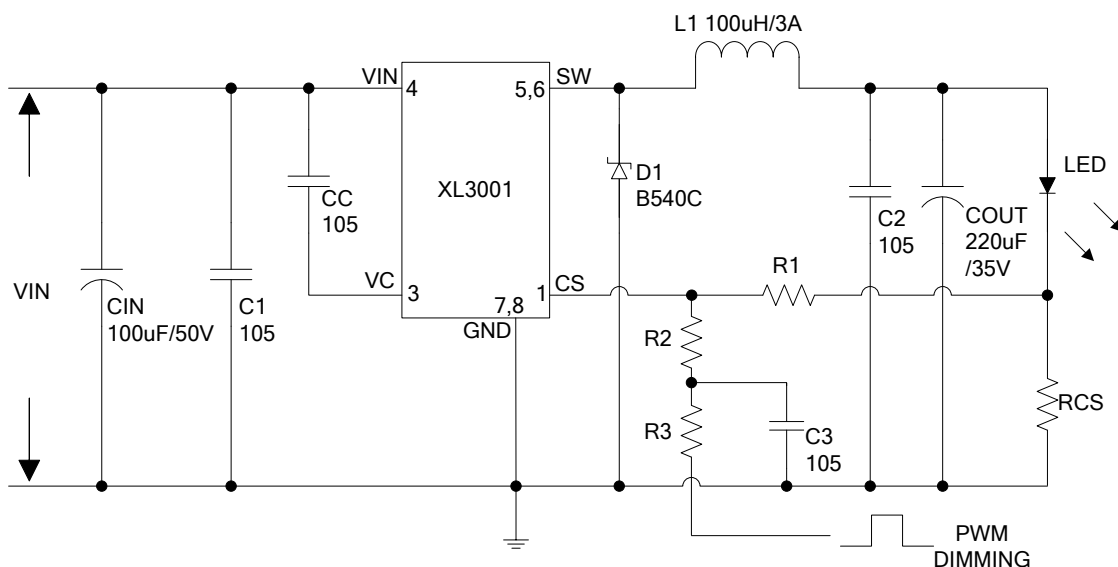 L1 100uH/3A
VIN
4
5,6
SW
XL3001
CC
105
VC
3
7,8
GND
1
CS
D1
B540C
LED
C2
105
COUT
220uF
/35V
R1
VIN
CIN
100uF/50V
C1
105
R2
R3
C3
105
RCS
PWM
DIMMING